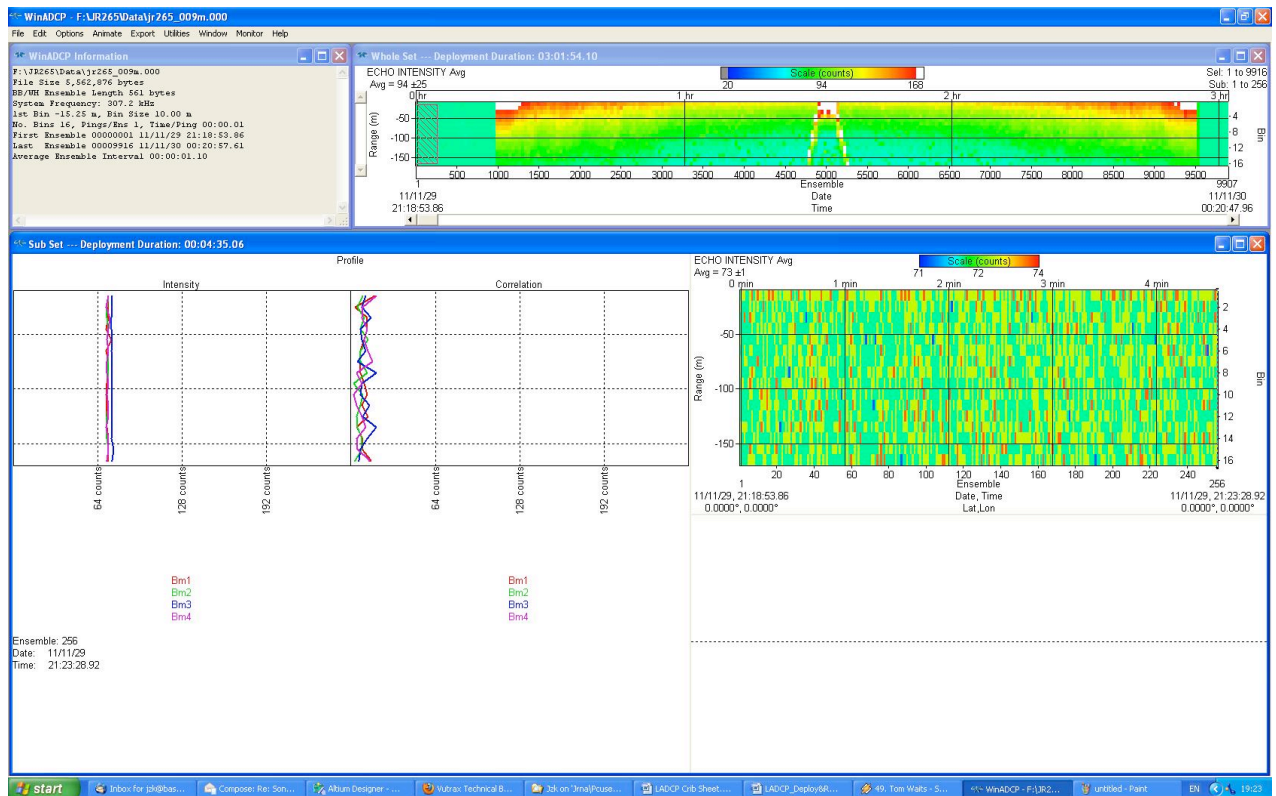 WinADCP - F:\JR265\Data\jr265_009m.000
File Edit Options Animate Export Utilities Window Monitor Help
WinADCP Information
F:\JR265\Data\jr265_009m.000
File Size 5,562,876 bytes
BB/WH Ensemble Length 561 bytes
System Frequency: 307.2 kHz
1st Bin -15.25 m, Bin Size 10.00 m
No. Bins 16, Pings/Ens 1, Time/Ping 00:00.01
First Ensemble 00000001 11/11/29 21:18:53.86
Last Ensemble 00009916 11/11/30 00:20:57.61
Average Ensemble Interval 00:00:01.10
Whole Set --- Deployment Duration: 03:01:54.10
ECHO INTENSITY Avg
Avg = 94 ±25
Scale (counts)
20 94 168
Sel: 1 to 9916
Sub: 1 to 256
0 hr 1 hr 2 hr 3 hr
Range (m)
-50
-100
-150
4
8
12
16
Bin
500 1000 1500 2000 2500 3000 3500 4000 4500 5000 5500 6000 6500 7000 7500 8000 8500 9000 9500
1 Ensemble 9907
11/11/29 Date 11/11/30
21:18:53.86 Time 00:20:47.96
Sub Set --- Deployment Duration: 00:04:35.06
Profile
Intensity Correlation
64 counts 128 counts 192 counts 64 counts 128 counts 192 counts
Bm1 Bm1
Bm2 Bm2
Bm3 Bm3
Bm4 Bm4
Ensemble: 256
Date: 11/11/29
Time: 21:23:28.92
ECHO INTENSITY Avg
Avg = 73 ±1
Scale (counts)
71 72 74
0 min 1 min 2 min 3 min 4 min
Range (m)
-50
-100
-150
2
4
6
8
10
12
14
16
Bin
20 40 60 80 100 120 140 160 180 200 220 240
1 Ensemble 256
11/11/29, 21:18:53.86 Date, Time 11/11/29, 21:23:28.92
0.0000°, 0.0000° Lat,Lon 0.0000°, 0.0000°
start Inbox for jzk@bas... Compose: Re: Son... Altium Designer - ... Vutrax Technical B... Jzk on 'Jrna\Pcuse... LADCP Crib Sheet.... LADCP_Deploy&R... 49. Tom Waits - S... WinADCP - F:\JR2... untitled - Paint EN 19:23